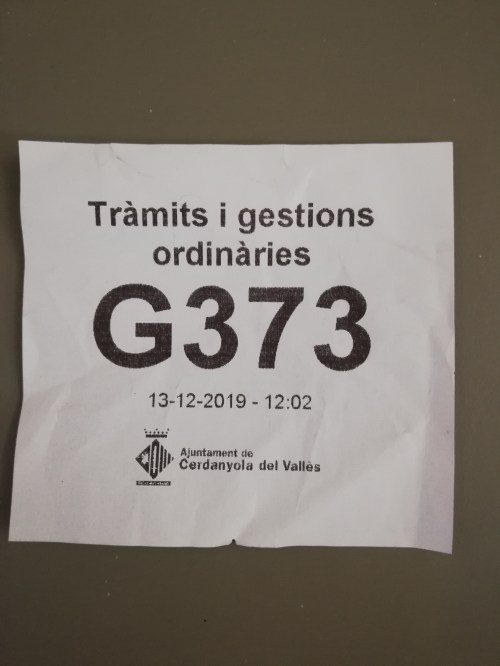 Tràmits i gestions
ordinàries
G373
13-12-2019 - 12:02
Ajuntament de
Cerdanyola del Vallès